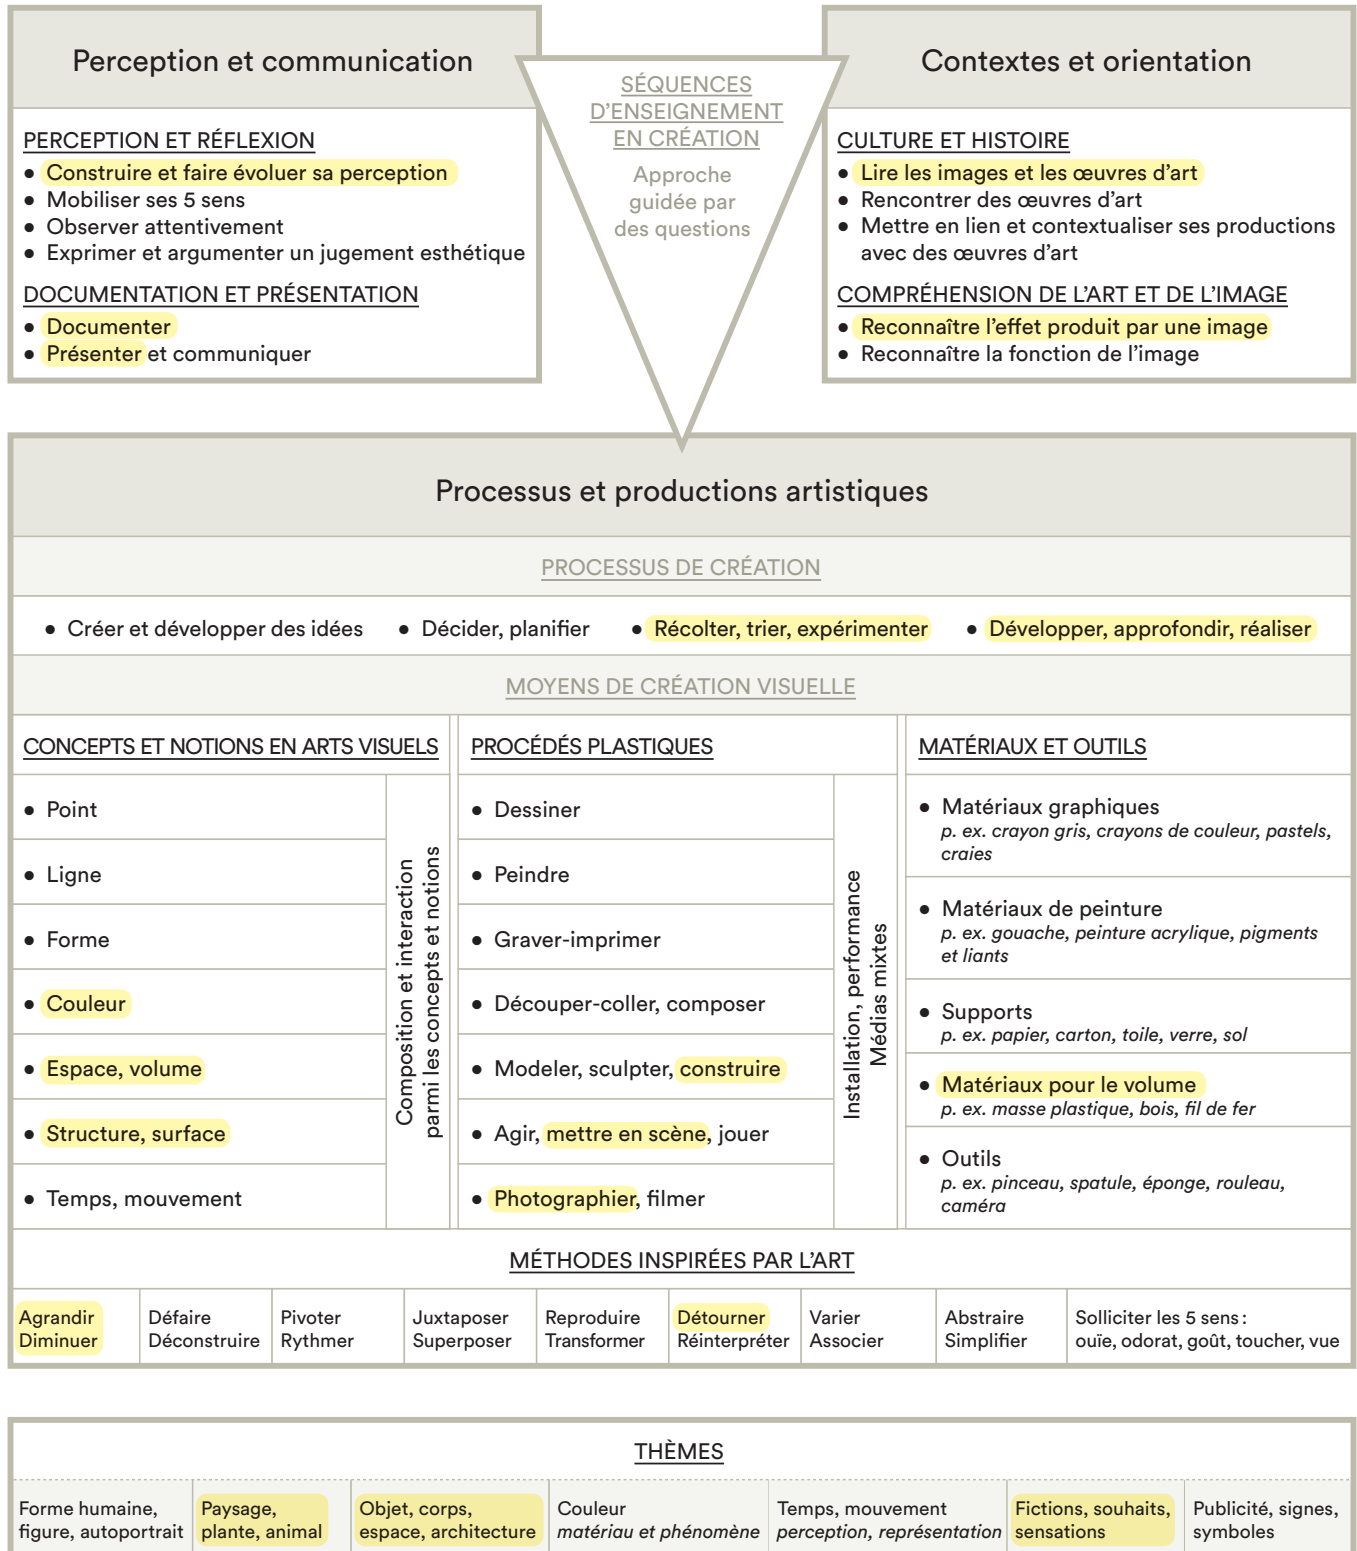 Perception et communication
PERCEPTION ET RÉFLEXION
• Construire et faire évoluer sa perception
• Mobiliser ses 5 sens
• Observer attentivement
• Exprimer et argumenter un jugement esthétique
DOCUMENTATION ET PRÉSENTATION
• Documenter
• Présenter et communiquer
SÉQUENCES
D’ENSEIGNEMENT
EN CRÉATION
Approche
guidée par
des questions
Contextes et orientation
CULTURE ET HISTOIRE
• Lire les images et les œuvres d’art
• Rencontrer des œuvres d’art
• Mettre en lien et contextualiser ses productions
avec des œuvres d’art
COMPRÉHENSION DE L’ART ET DE L’IMAGE
• Reconnaître l’effet produit par une image
• Reconnaître la fonction de l’image
Processus et productions artistiques
PROCESSUS DE CRÉATION
• Créer et développer des idées • Décider, planifier • Récolter, trier, expérimenter • Développer, approfondir, réaliser
MOYENS DE CRÉATION VISUELLE
CONCEPTS ET NOTIONS EN ARTS VISUELS
• Point
• Ligne
• Forme
• Couleur
• Espace, volume
• Structure, surface
• Temps, mouvement
Composition et interaction
parmi les concepts et notions
PROCÉDÉS PLASTIQUES
• Dessiner
• Peindre
• Graver-imprimer
• Découper-coller, composer
• Modeler, sculpter, construire
• Agir, mettre en scène, jouer
• Photographier, filmer
Installation, performance
Médias mixtes
MATÉRIAUX ET OUTILS
• Matériaux graphiques
p. ex. crayon gris, crayons de couleur, pastels,
craies
• Matériaux de peinture
p. ex. gouache, peinture acrylique, pigments
et liants
• Supports
p. ex. papier, carton, toile, verre, sol
• Matériaux pour le volume
p. ex. masse plastique, bois, fil de fer
• Outils
p. ex. pinceau, spatule, éponge, rouleau,
caméra
MÉTHODES INSPIRÉES PAR L’ART
Agrandir
Diminuer
Défaire
Déconstruire
Pivoter
Rythmer
Juxtaposer
Superposer
Reproduire
Transformer
Détourner
Réinterpréter
Varier
Associer
Abstraire
Simplifier
Solliciter les 5 sens :
ouïe, odorat, goût, toucher, vue
THÈMES
Forme humaine,
figure, autoportrait
Paysage,
plante, animal
Objet, corps,
espace, architecture
Couleur
matériau et phénomène
Temps, mouvement
perception, représentation
Fictions, souhaits,
sensations
Publicité, signes,
symboles